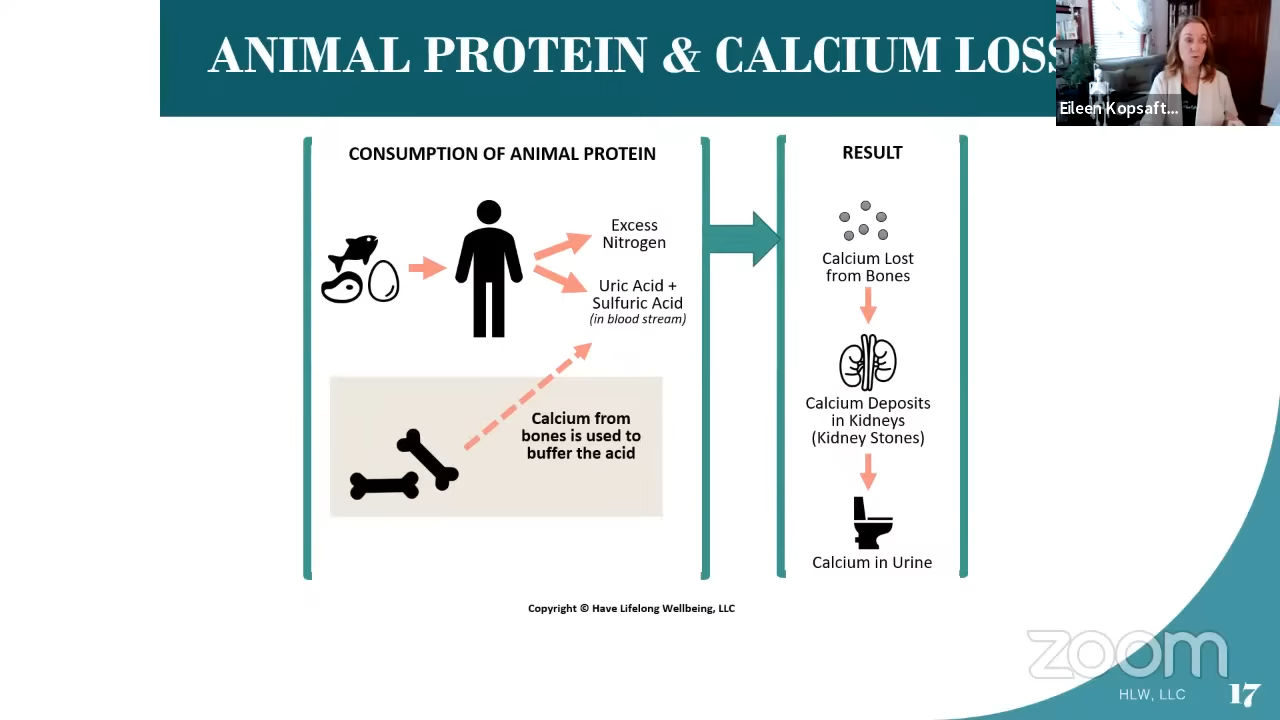 ANIMAL PROTEIN & CALCIUM LOSS
Eileen Kopsaft...
CONSUMPTION OF ANIMAL PROTEIN
Excess
Nitrogen
Uric Acid +
Sulfuric Acid
(in blood stream)
Calcium from
bones is used to
buffer the acid
RESULT
Calcium Lost
from Bones
Calcium Deposits
in Kidneys
(Kidney Stones)
Calcium in Urine
Copyright © Have Lifelong Wellbeing, LLC
zoom
HLW, LLC
17